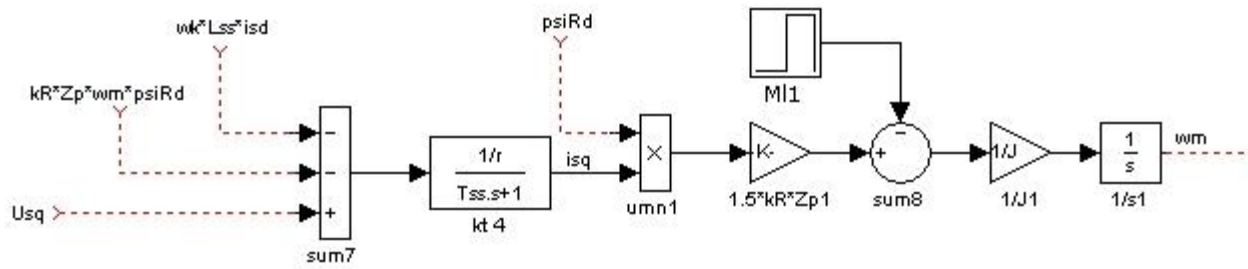 wk*Lss*isd
psiRd
kR*Zp*wm*psiRd
Ml1
1/r
Tss.s+1
isq
kt 4
Usq
sum7
umn1
-K-
1.5*kR*Zp1
sum8
1/J
1/J1
1
s
1/s1
wm